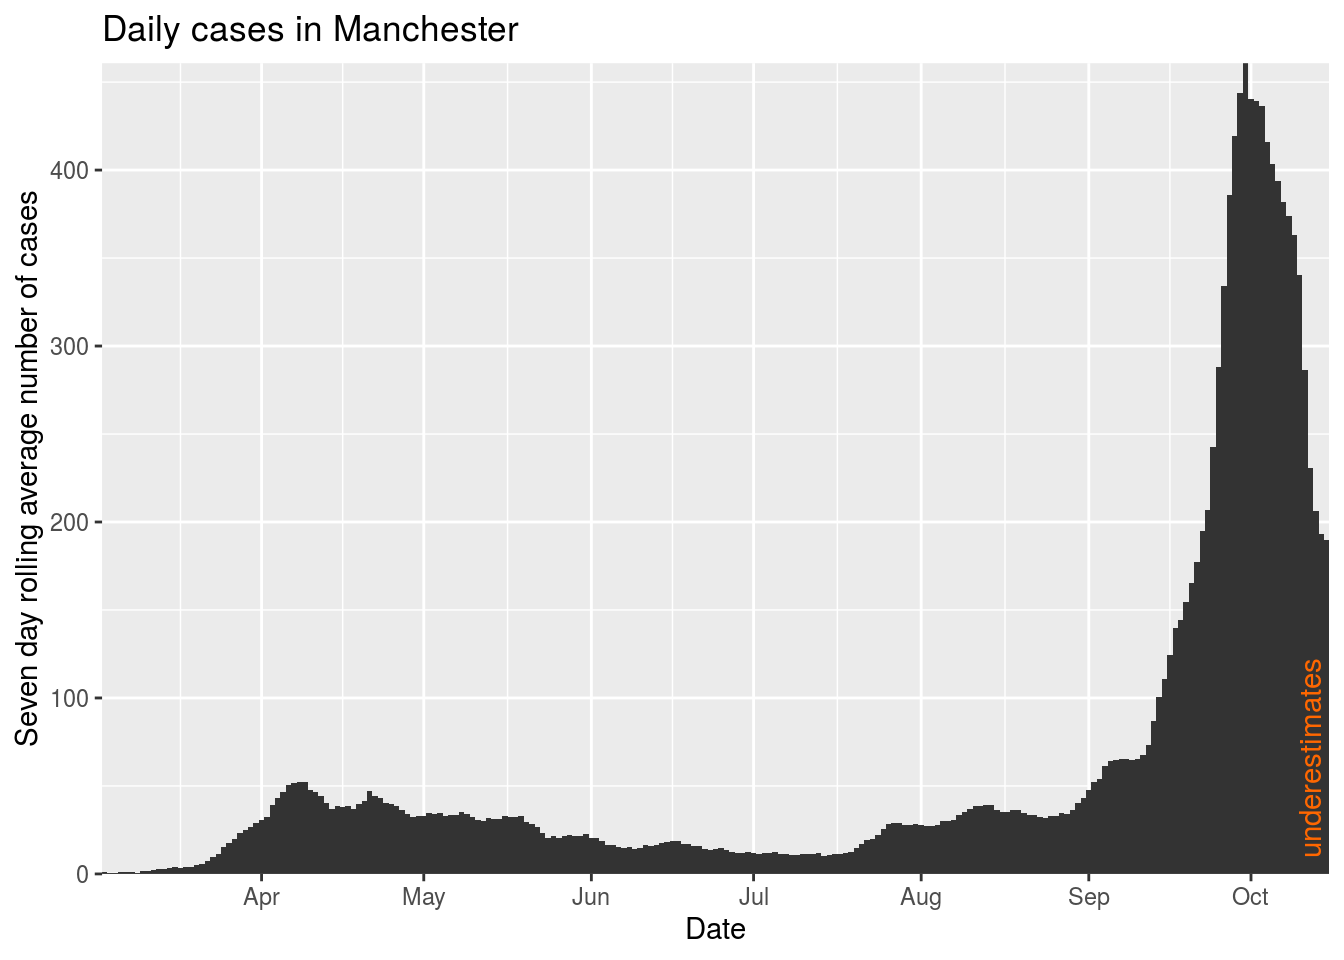 Daily cases in Manchester
Seven day rolling average number of cases
400
300
200
100
0
underestimates
Apr May Jun Jul Aug Sep Oct
Date